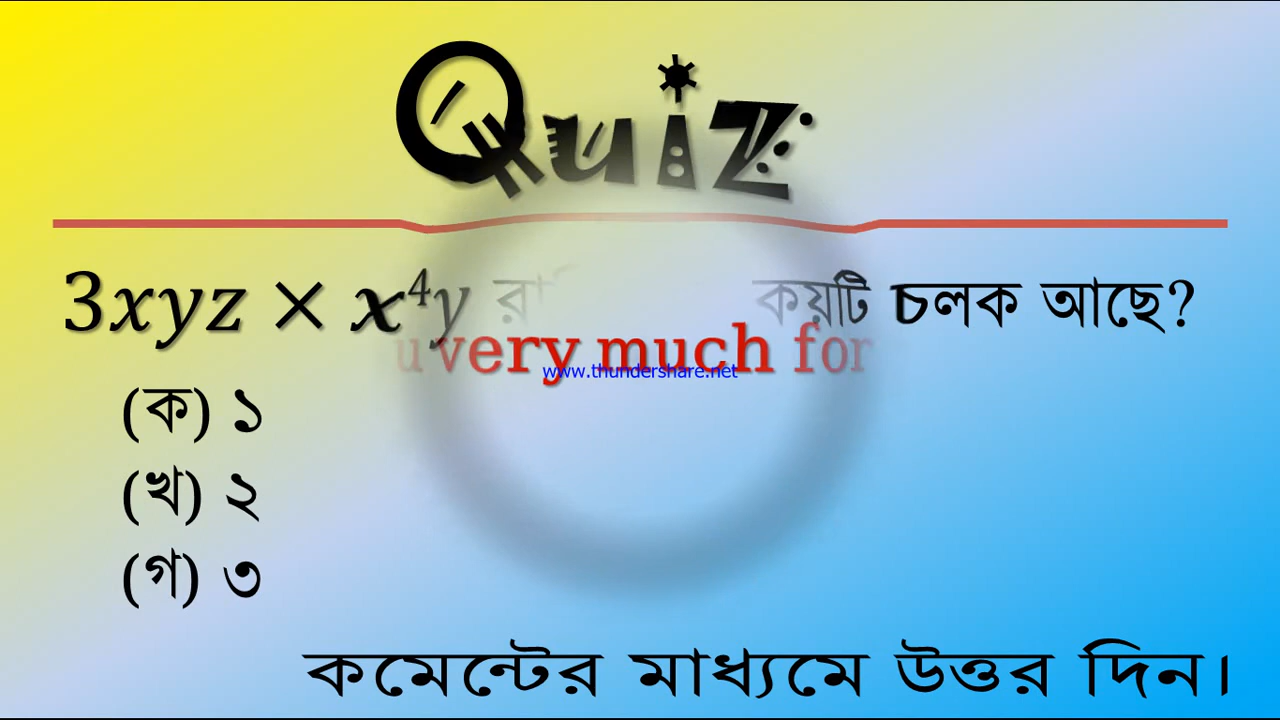 Quiz
3xyz × x⁴y কয়টি চলক আছে?
very much for
www.thundershare.net
(ক) ১
(খ) ২
(গ) ৩
কমেন্টের মাধ্যমে উত্তর দিন।